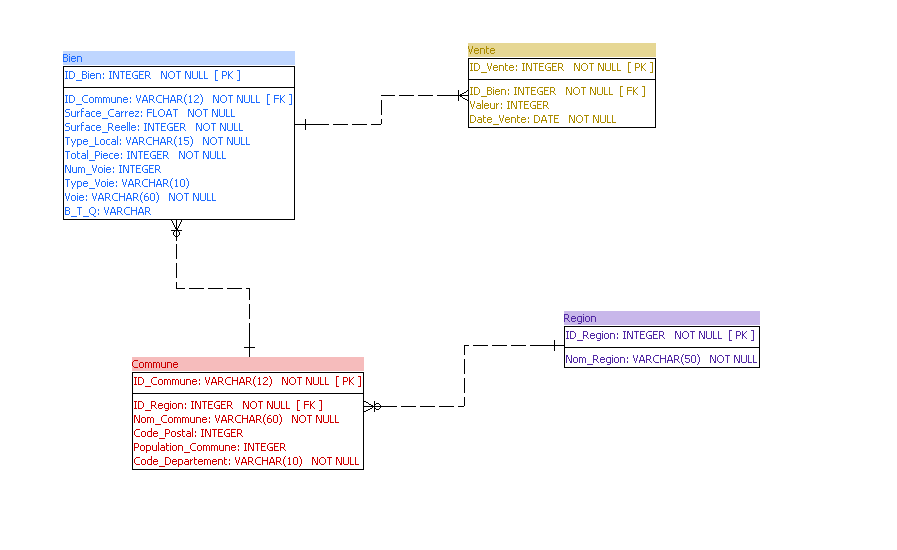 Bien
ID_Bien: INTEGER NOT NULL [ PK ]
ID_Commune: VARCHAR(12) NOT NULL [ FK ]
Surface_Carrez: FLOAT NOT NULL
Surface_Reelle: INTEGER NOT NULL
Type_Local: VARCHAR(15) NOT NULL
Total_Piece: INTEGER NOT NULL
Num_Voie: INTEGER
Type_Voie: VARCHAR(10)
Voie: VARCHAR(60) NOT NULL
B_T_Q: VARCHAR
Vente
ID_Vente: INTEGER NOT NULL [ PK ]
ID_Bien: INTEGER NOT NULL [ FK ]
Valeur: INTEGER
Date_Vente: DATE NOT NULL
Region
ID_Region: INTEGER NOT NULL [ PK ]
Nom_Region: VARCHAR(50) NOT NULL
Commune
ID_Commune: VARCHAR(12) NOT NULL [ PK ]
ID_Region: INTEGER NOT NULL [ FK ]
Nom_Commune: VARCHAR(60) NOT NULL
Code_Postal: INTEGER
Population_Commune: INTEGER
Code_Departement: VARCHAR(10) NOT NULL